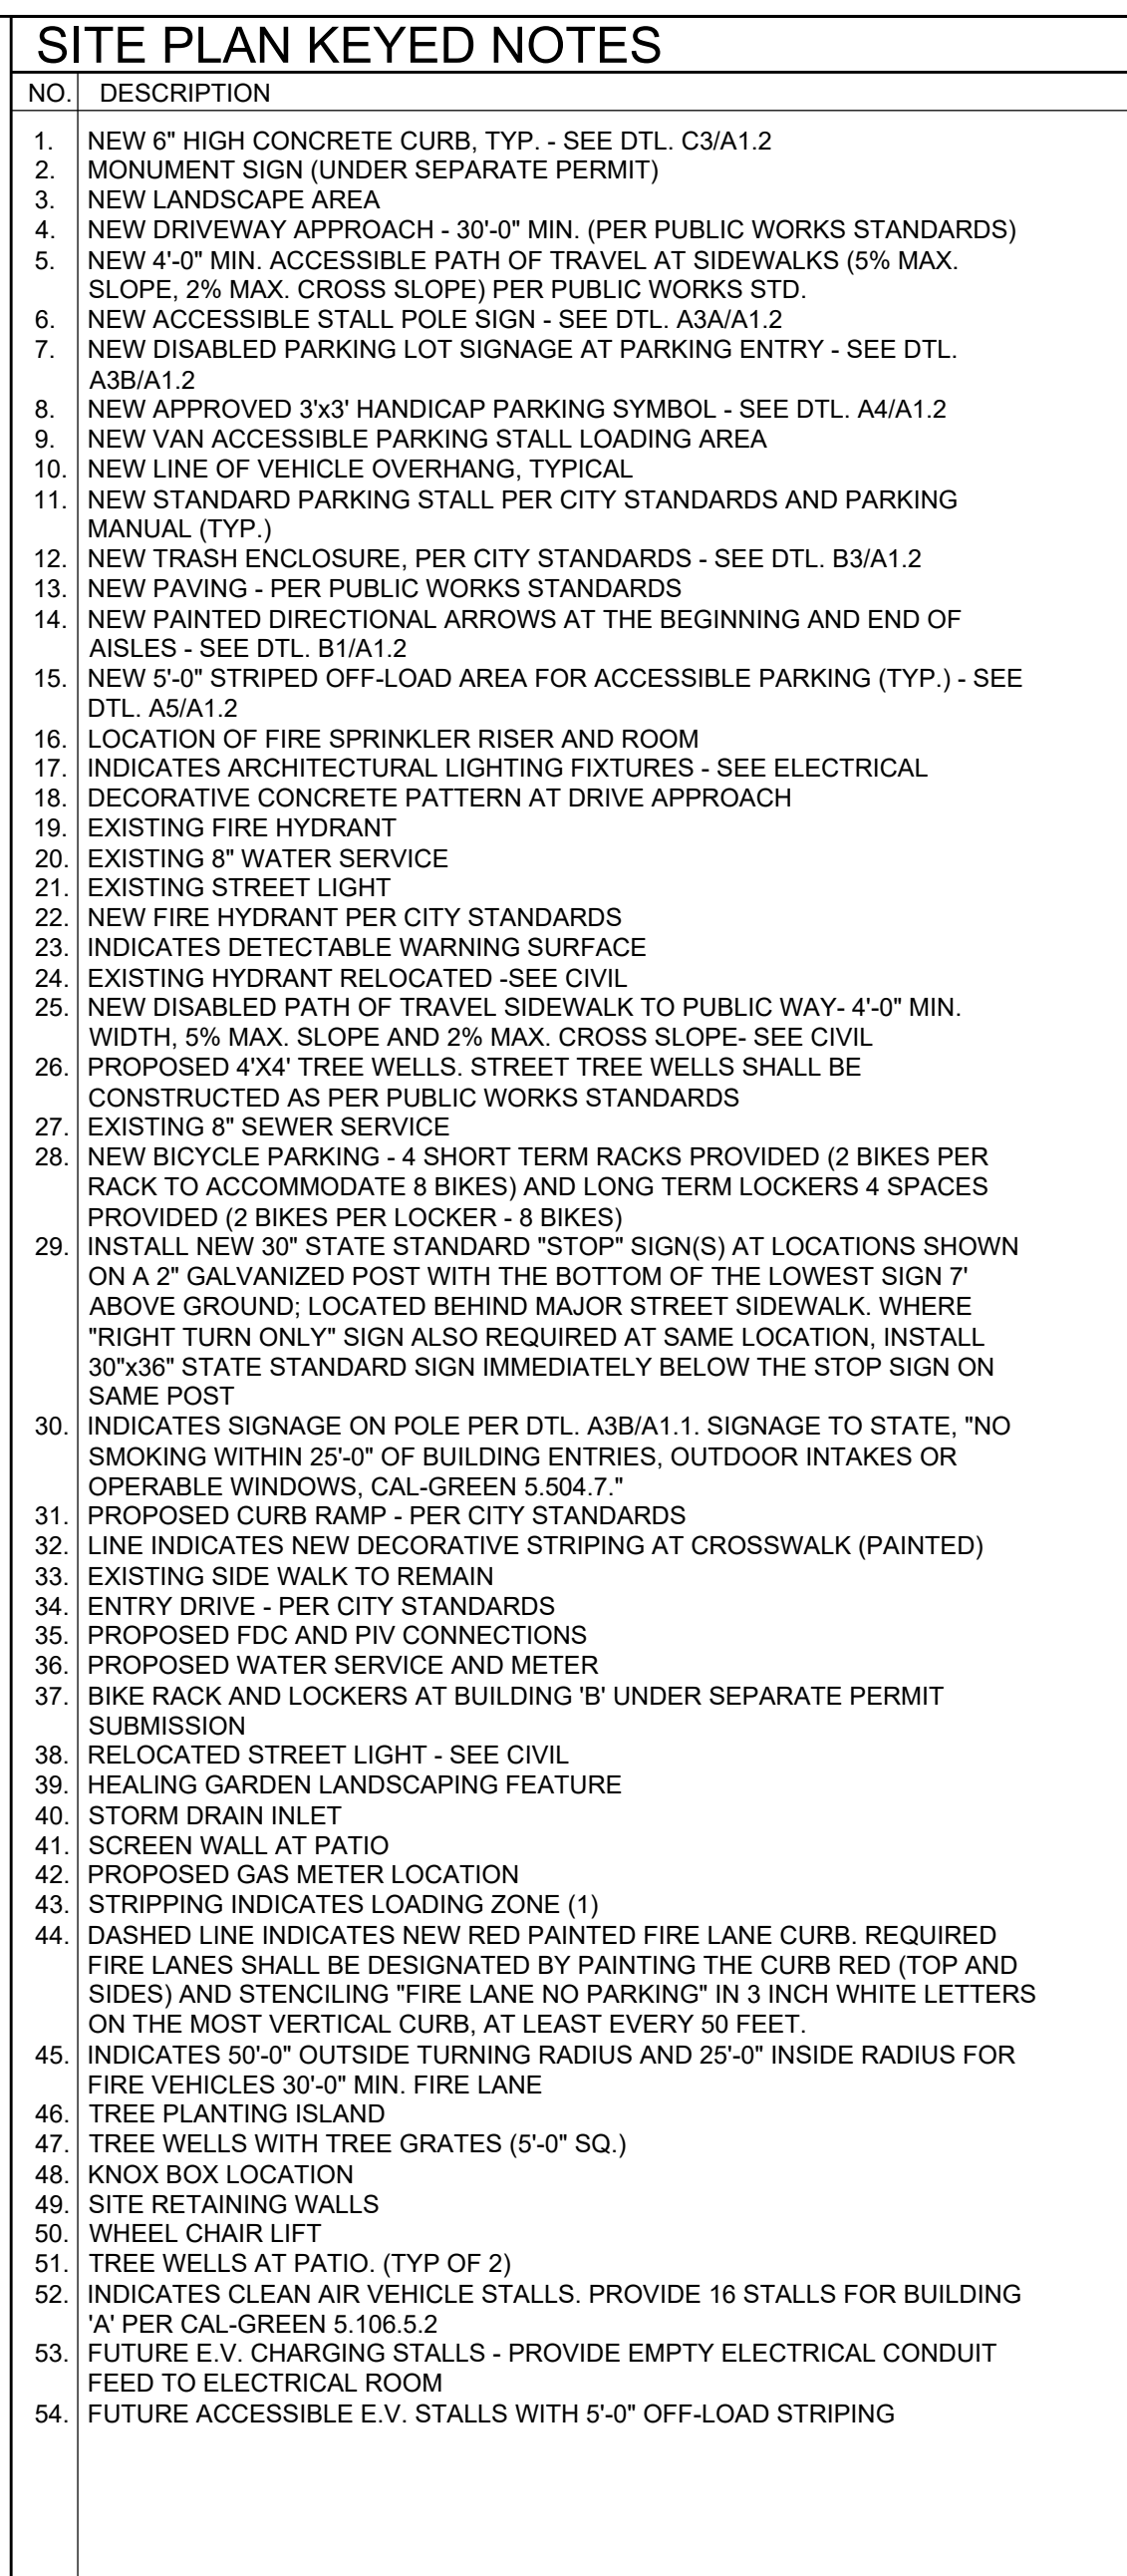 SITE PLAN KEYED NOTES
NO. DESCRIPTION
1. NEW 6" HIGH CONCRETE CURB, TYP. - SEE DTL. C3/A1.2
2. MONUMENT SIGN (UNDER SEPARATE PERMIT)
3. NEW LANDSCAPE AREA
4. NEW DRIVEWAY APPROACH - 30'-0" MIN. (PER PUBLIC WORKS STANDARDS)
5. NEW 4'-0" MIN. ACCESSIBLE PATH OF TRAVEL AT SIDEWALKS (5% MAX.
SLOPE, 2% MAX. CROSS SLOPE) PER PUBLIC WORKS STD.
6. NEW ACCESSIBLE STALL POLE SIGN - SEE DTL. A3A/A1.2
7. NEW DISABLED PARKING LOT SIGNAGE AT PARKING ENTRY - SEE DTL.
A3B/A1.2
8. NEW APPROVED 3'x3' HANDICAP PARKING SYMBOL - SEE DTL. A4/A1.2
9. NEW VAN ACCESSIBLE PARKING STALL LOADING AREA
10. NEW LINE OF VEHICLE OVERHANG, TYPICAL
11. NEW STANDARD PARKING STALL PER CITY STANDARDS AND PARKING
MANUAL (TYP.)
12. NEW TRASH ENCLOSURE, PER CITY STANDARDS - SEE DTL. B3/A1.2
13. NEW PAVING - PER PUBLIC WORKS STANDARDS
14. NEW PAINTED DIRECTIONAL ARROWS AT THE BEGINNING AND END OF
AISLES - SEE DTL. B1/A1.2
15. NEW 5'-0" STRIPED OFF-LOAD AREA FOR ACCESSIBLE PARKING (TYP.) - SEE
DTL. A5/A1.2
16. LOCATION OF FIRE SPRINKLER RISER AND ROOM
17. INDICATES ARCHITECTURAL LIGHTING FIXTURES - SEE ELECTRICAL
18. DECORATIVE CONCRETE PATTERN AT DRIVE APPROACH
19. EXISTING FIRE HYDRANT
20. EXISTING 8" WATER SERVICE
21. EXISTING STREET LIGHT
22. NEW FIRE HYDRANT PER CITY STANDARDS
23. INDICATES DETECTABLE WARNING SURFACE
24. EXISTING HYDRANT RELOCATED -SEE CIVIL
25. NEW DISABLED PATH OF TRAVEL SIDEWALK TO PUBLIC WAY- 4'-0" MIN.
WIDTH, 5% MAX. SLOPE AND 2% MAX. CROSS SLOPE- SEE CIVIL
26. PROPOSED 4'X4' TREE WELLS. STREET TREE WELLS SHALL BE
CONSTRUCTED AS PER PUBLIC WORKS STANDARDS
27. EXISTING 8" SEWER SERVICE
28. NEW BICYCLE PARKING - 4 SHORT TERM RACKS PROVIDED (2 BIKES PER
RACK TO ACCOMMODATE 8 BIKES) AND LONG TERM LOCKERS 4 SPACES
PROVIDED (2 BIKES PER LOCKER - 8 BIKES)
29. INSTALL NEW 30" STATE STANDARD "STOP" SIGN(S) AT LOCATIONS SHOWN
ON A 2" GALVANIZED POST WITH THE BOTTOM OF THE LOWEST SIGN 7'
ABOVE GROUND; LOCATED BEHIND MAJOR STREET SIDEWALK. WHERE
"RIGHT TURN ONLY" SIGN ALSO REQUIRED AT SAME LOCATION, INSTALL
30"x36" STATE STANDARD SIGN IMMEDIATELY BELOW THE STOP SIGN ON
SAME POST
30. INDICATES SIGNAGE ON POLE PER DTL. A3B/A1.1. SIGNAGE TO STATE, "NO
SMOKING WITHIN 25'-0" OF BUILDING ENTRIES, OUTDOOR INTAKES OR
OPERABLE WINDOWS, CAL-GREEN 5.504.7."
31. PROPOSED CURB RAMP - PER CITY STANDARDS
32. LINE INDICATES NEW DECORATIVE STRIPING AT CROSSWALK (PAINTED)
33. EXISTING SIDE WALK TO REMAIN
34. ENTRY DRIVE - PER CITY STANDARDS
35. PROPOSED FDC AND PIV CONNECTIONS
36. PROPOSED WATER SERVICE AND METER
37. BIKE RACK AND LOCKERS AT BUILDING 'B' UNDER SEPARATE PERMIT
SUBMISSION
38. RELOCATED STREET LIGHT - SEE CIVIL
39. HEALING GARDEN LANDSCAPING FEATURE
40. STORM DRAIN INLET
41. SCREEN WALL AT PATIO
42. PROPOSED GAS METER LOCATION
43. STRIPPING INDICATES LOADING ZONE (1)
44. DASHED LINE INDICATES NEW RED PAINTED FIRE LANE CURB. REQUIRED
FIRE LANES SHALL BE DESIGNATED BY PAINTING THE CURB RED (TOP AND
SIDES) AND STENCILING "FIRE LANE NO PARKING" IN 3 INCH WHITE LETTERS
ON THE MOST VERTICAL CURB, AT LEAST EVERY 50 FEET.
45. INDICATES 50'-0" OUTSIDE TURNING RADIUS AND 25'-0" INSIDE RADIUS FOR
FIRE VEHICLES 30'-0" MIN. FIRE LANE
46. TREE PLANTING ISLAND
47. TREE WELLS WITH TREE GRATES (5'-0" SQ.)
48. KNOX BOX LOCATION
49. SITE RETAINING WALLS
50. WHEEL CHAIR LIFT
51. TREE WELLS AT PATIO. (TYP OF 2)
52. INDICATES CLEAN AIR VEHICLE STALLS. PROVIDE 16 STALLS FOR BUILDING
'A' PER CAL-GREEN 5.106.5.2
53. FUTURE E.V. CHARGING STALLS - PROVIDE EMPTY ELECTRICAL CONDUIT
FEED TO ELECTRICAL ROOM
54. FUTURE ACCESSIBLE E.V. STALLS WITH 5'-0" OFF-LOAD STRIPING